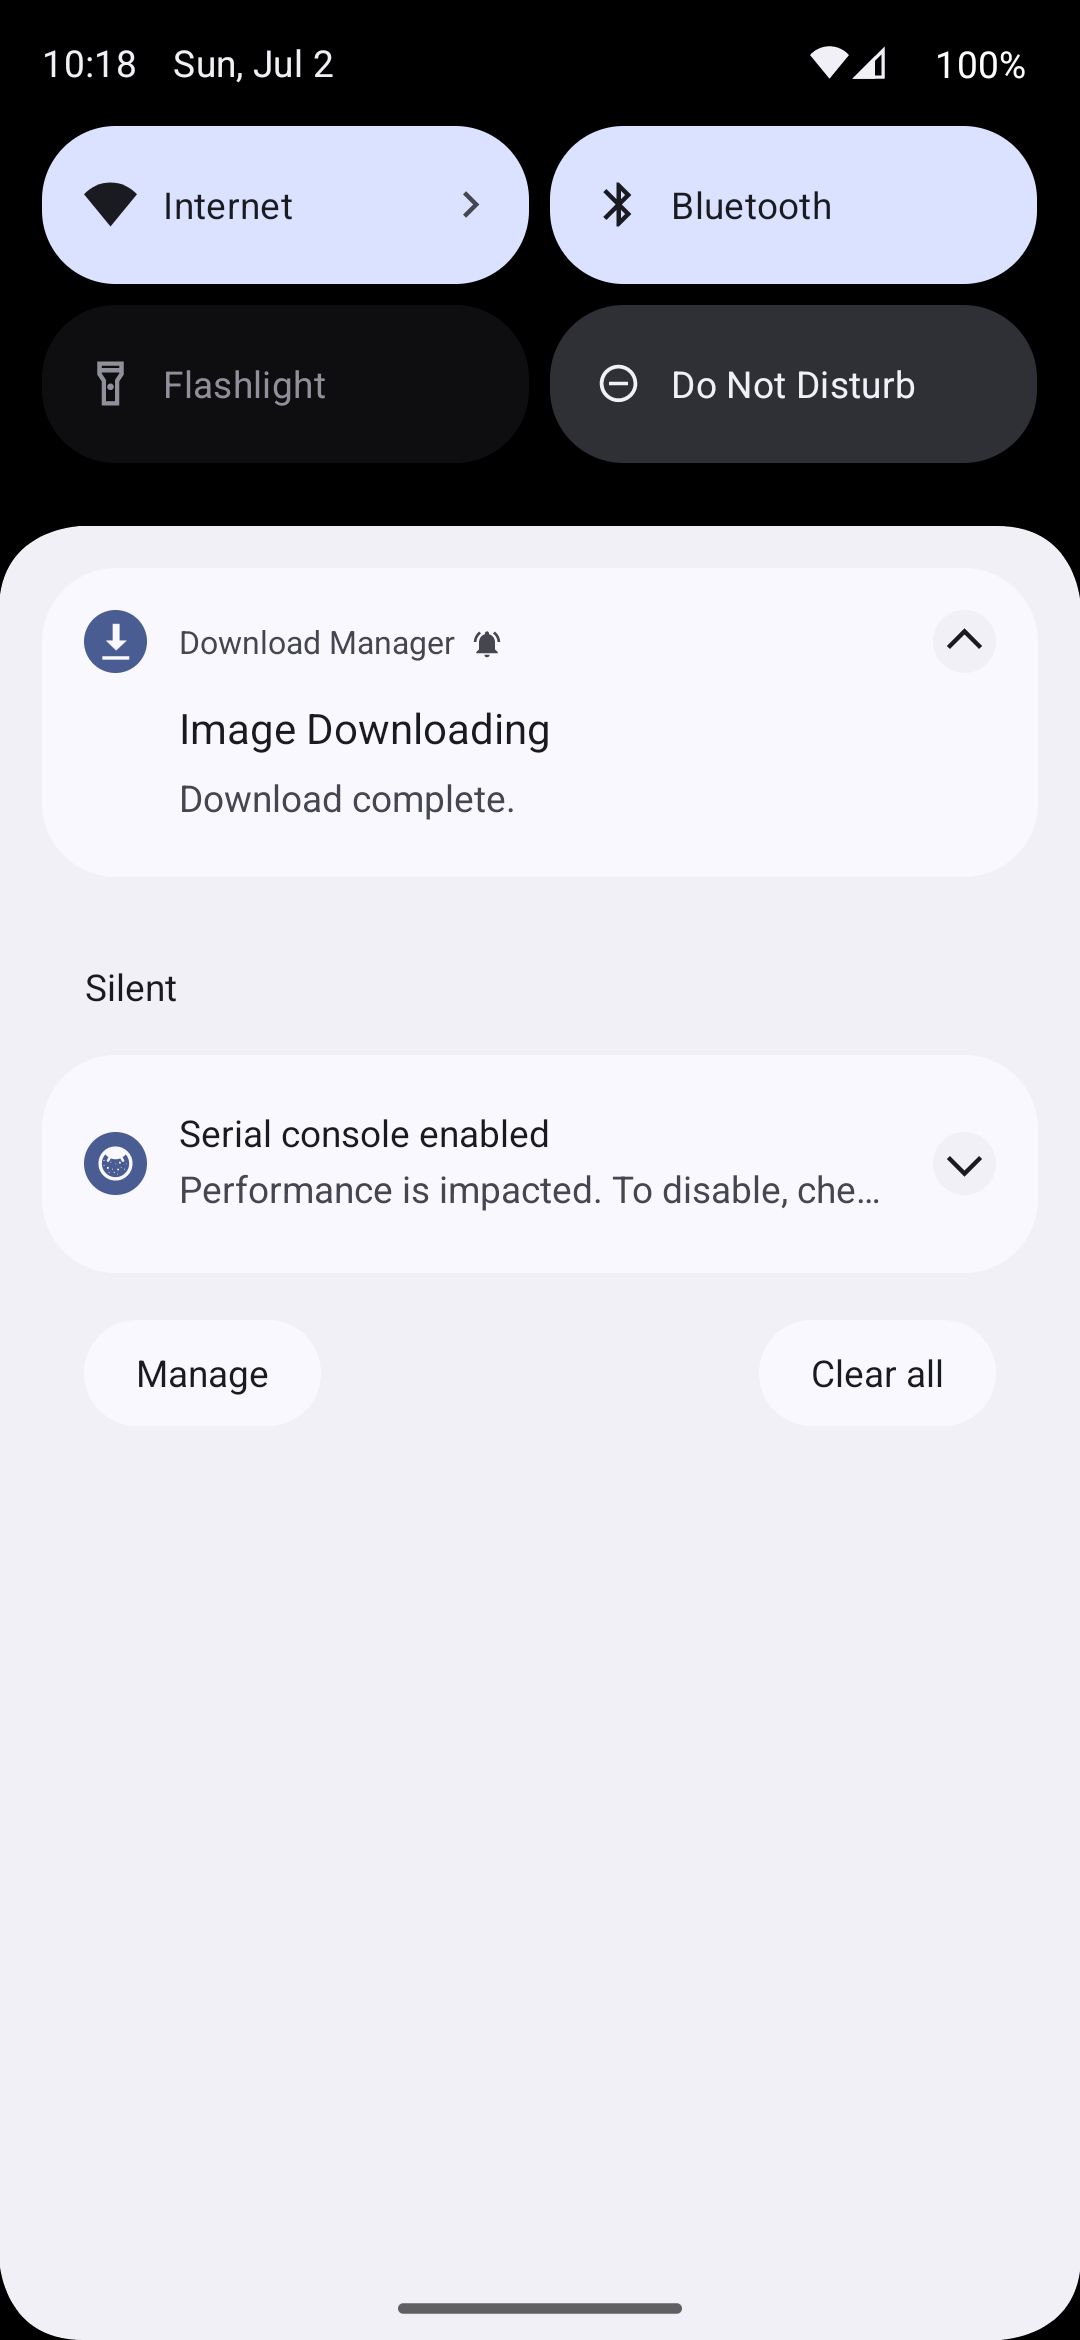 10:18 Sun, Jul 2 100%
Internet
Bluetooth
Flashlight
Do Not Disturb
Download Manager
Image Downloading
Download complete.
Silent
Serial console enabled
Performance is impacted. To disable, che…
Manage
Clear all